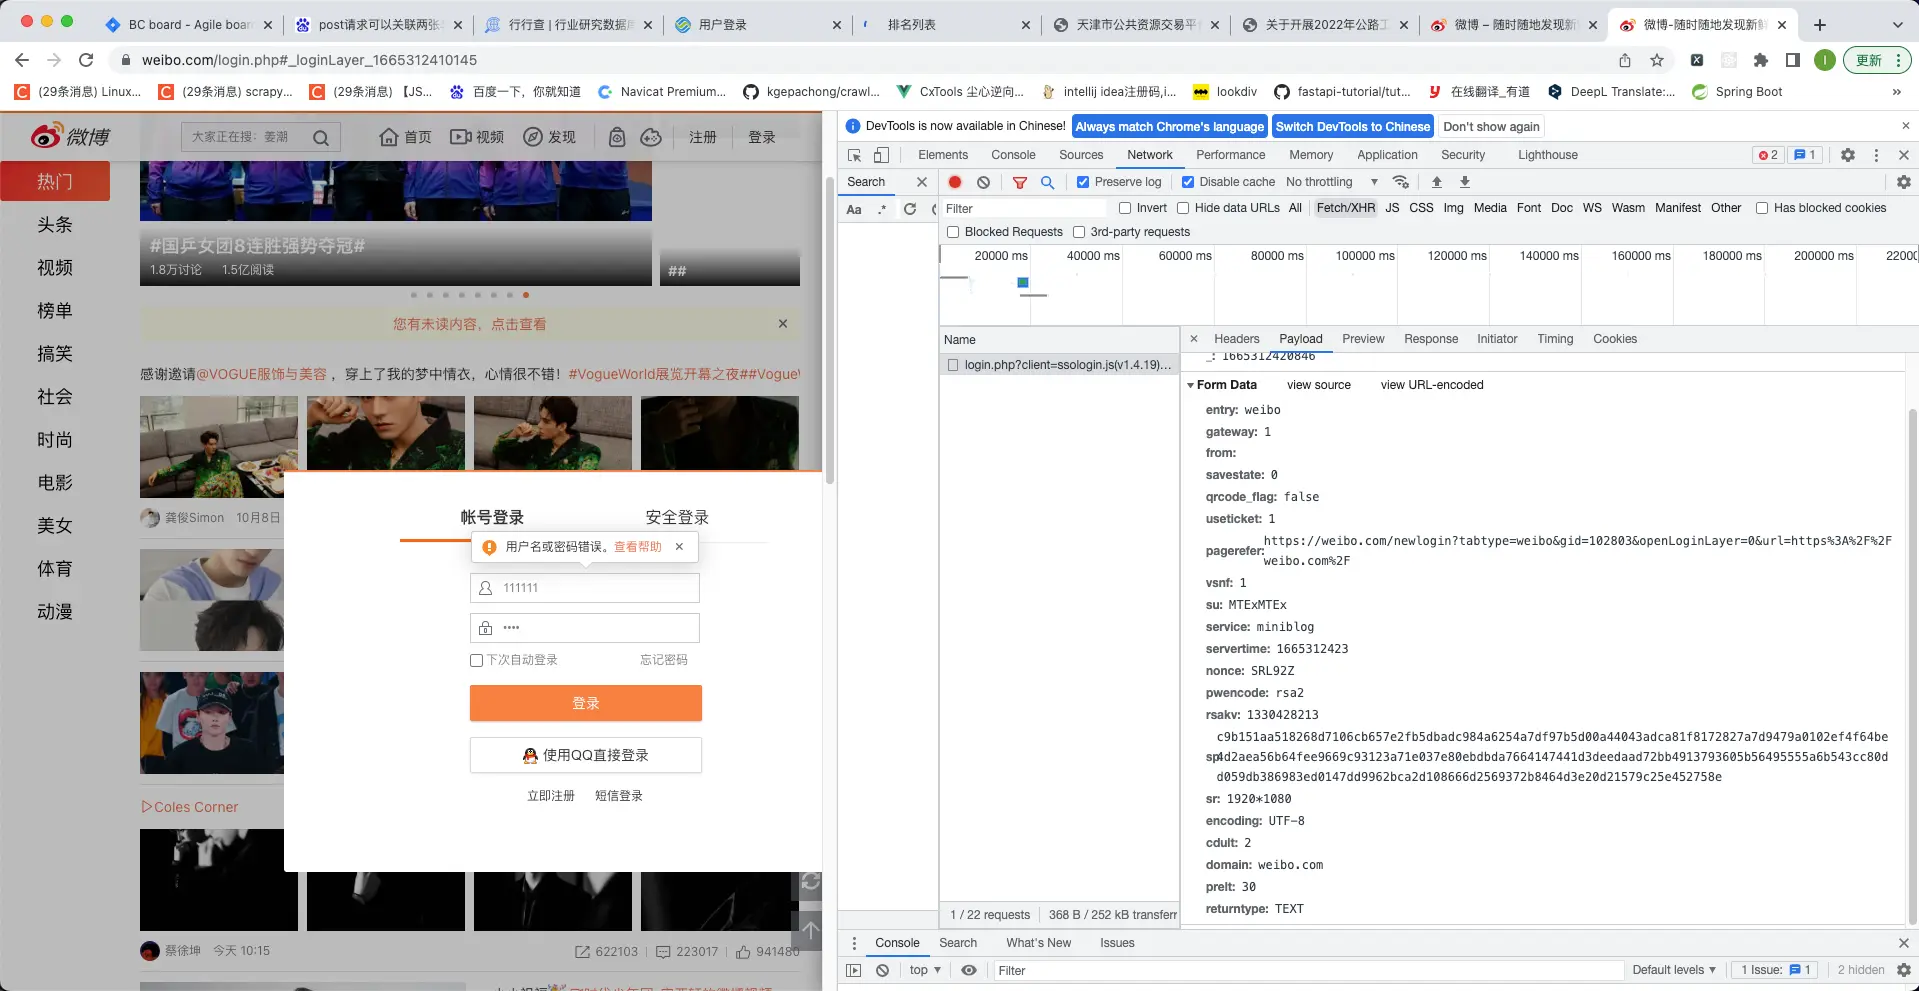 BC board - Agile boar
post请求可以关联两张
行行查 | 行业研究数据库
用户登录
排名列表
天津市公共资源交易平台
关于开展2022年公路工
微博 – 随时随地发现新鲜
微博-随时随地发现新鲜
weibo.com/login.php#_loginLayer_1665312410145
更新
(29条消息) Linux...
(29条消息) scrapy...
(29条消息) 【JS...
百度一下，你就知道
Navicat Premium...
kgepachong/crawl...
CxTools 尘心逆向...
intellij idea注册码,i...
lookdiv
fastapi-tutorial/tut...
在线翻译_有道
DeepL Translate:...
Spring Boot
微博
大家正在搜：姜潮
首页
视频
发现
注册
登录
热门
头条
视频
榜单
搞笑
社会
时尚
电影
美女
体育
动漫
#国乒女团8连胜强势夺冠#
1.8万讨论 1.5亿阅读
##
您有未读内容，点击查看
感谢邀请@VOGUE服饰与美容 ，穿上了我的梦中情衣，心情很不错！#VogueWorld展览开幕之夜##Vogue
龚俊Simon 10月8日
帐号登录
安全登录
用户名或密码错误。查看帮助
111111
••••
下次自动登录
忘记密码
登录
使用QQ直接登录
立即注册 短信登录
Coles Corner
蔡徐坤 今天 10:15
622103 223017 941480
DevTools is now available in Chinese! Always match Chrome's language Switch DevTools to Chinese Don't show again
Elements Console Sources Network Performance Memory Application Security Lighthouse 2 1
Search
Preserve log Disable cache No throttling
Aa .*
Filter Invert Hide data URLs All Fetch/XHR JS CSS Img Media Font Doc WS Wasm Manifest Other Has blocked cookies
Blocked Requests 3rd-party requests
20000 ms 40000 ms 60000 ms 80000 ms 100000 ms 120000 ms 140000 ms 160000 ms 180000 ms 200000 ms 2200
Name
login.php?client=ssologin.js(v1.4.19)...
1 / 22 requests 368 B / 252 kB transferr
Headers Payload Preview Response Initiator Timing Cookies
_: 1665312420846
Form Data view source view URL-encoded
entry: weibo
gateway: 1
from:
savestate: 0
qrcode_flag: false
useticket: 1
pagerefer: https://weibo.com/newlogin?tabtype=weibo&gid=102803&openLoginLayer=0&url=https%3A%2F%2F
weibo.com%2F
vsnf: 1
su: MTExMTEx
service: miniblog
servertime: 1665312423
nonce: SRL92Z
pwencode: rsa2
rsakv: 1330428213
c9b151aa518268d7106cb657e2fb5dbadc984a6254a7df97b5d00a44043adca81f8172827a7d9479a0102ef4f64be
sp: 4d2aea56b64fee9669c93123a71e037e80ebdbda7664147441d3deedaad72bb4913793605b56495555a6b543cc80d
d059db386983ed0147dd9962bca2d108666d2569372b8464d3e20d21579c25e452758e
sr: 1920*1080
encoding: UTF-8
cdult: 2
domain: weibo.com
prelt: 30
returntype: TEXT
Console Search What's New Issues
top Filter Default levels 1 Issue: 1 2 hidden